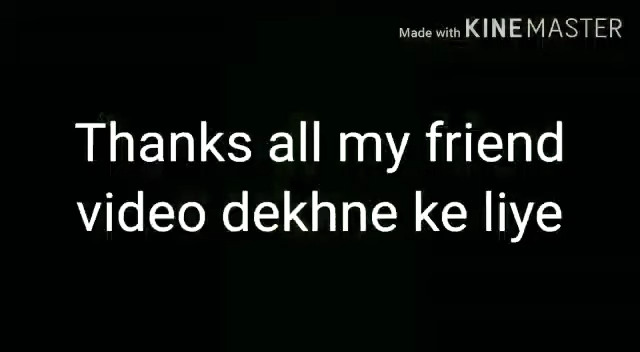 Made with KINEMASTER
Thanks all my friend
video dekhne ke liye